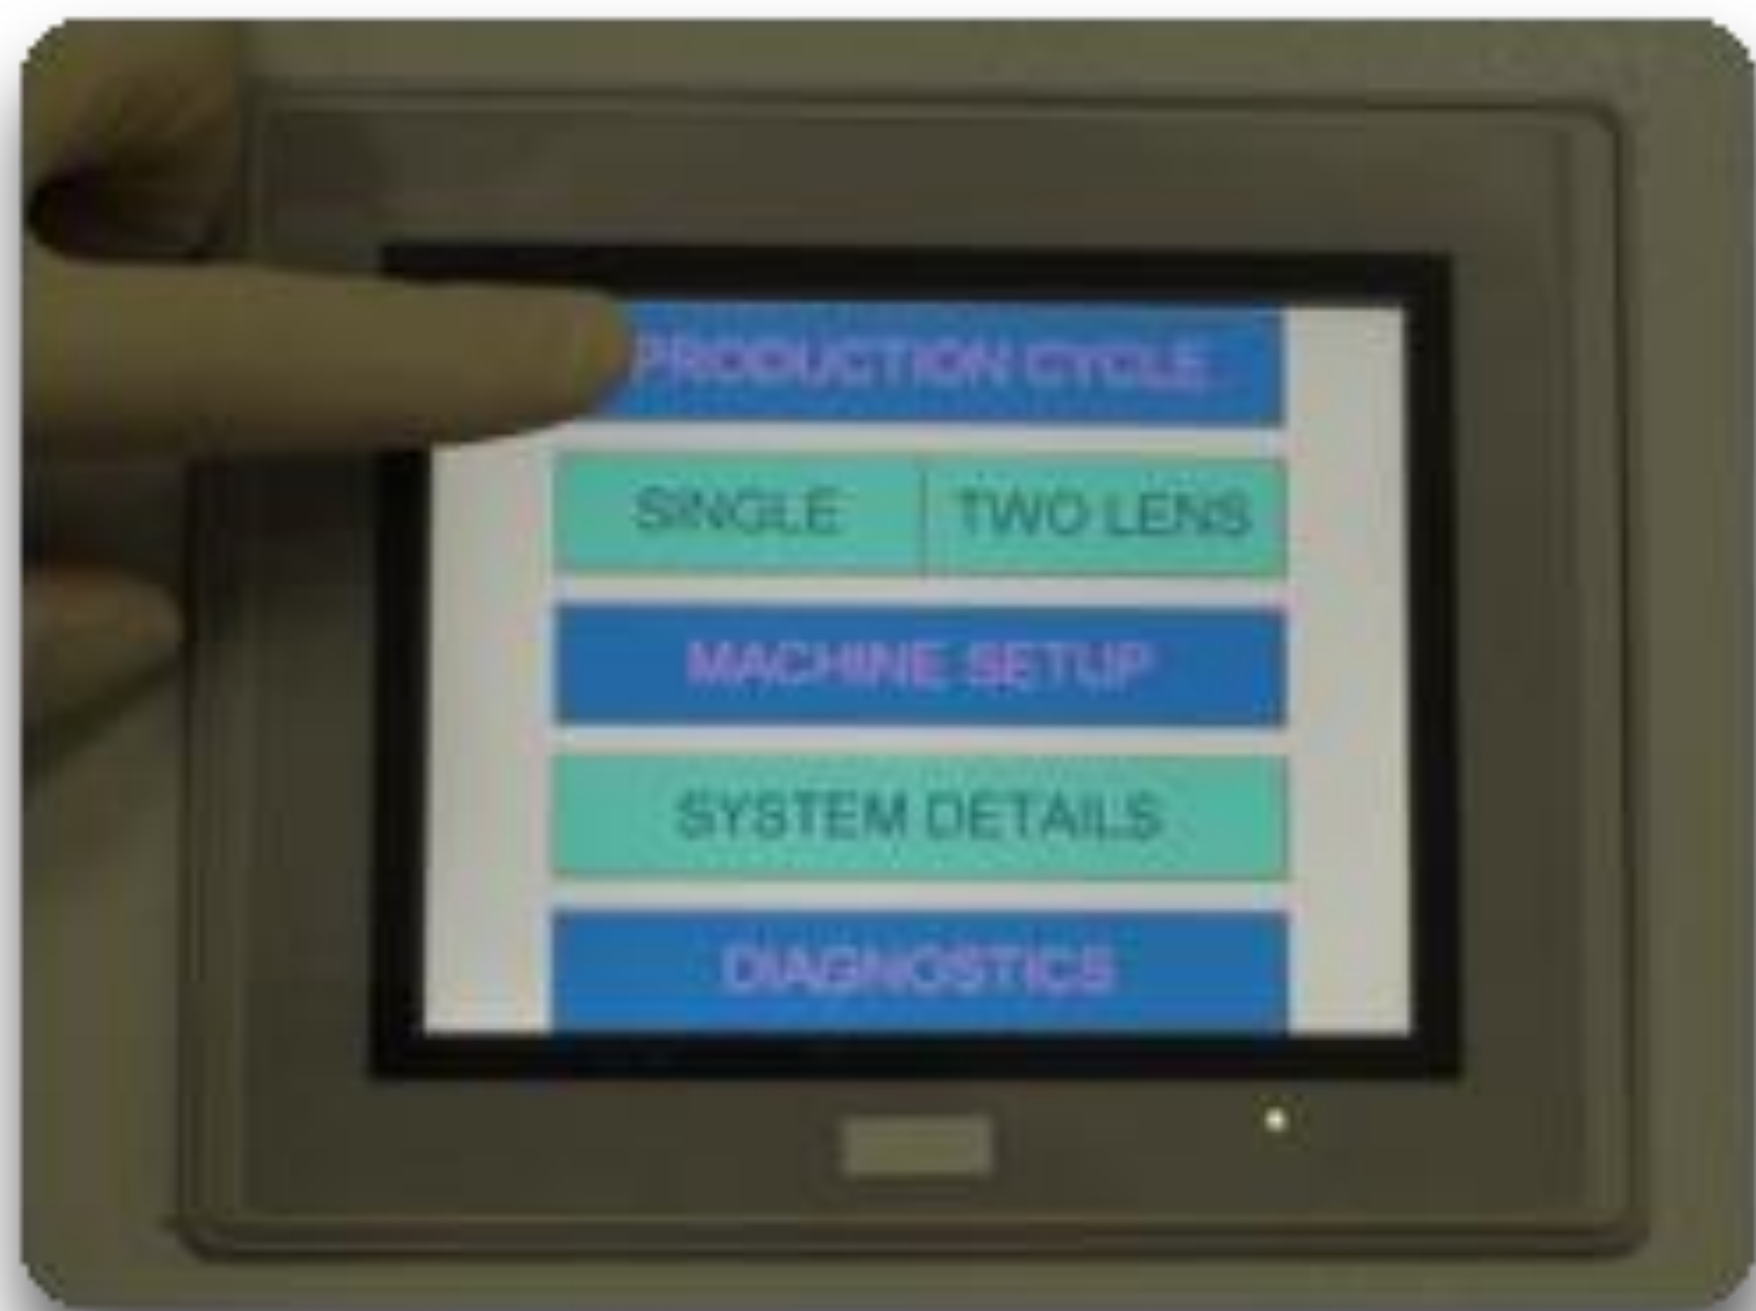 PRODUCTION CYCLE
SINGLE TWO LENS
MACHINE SETUP
SYSTEM DETAILS
DIAGNOSTICS